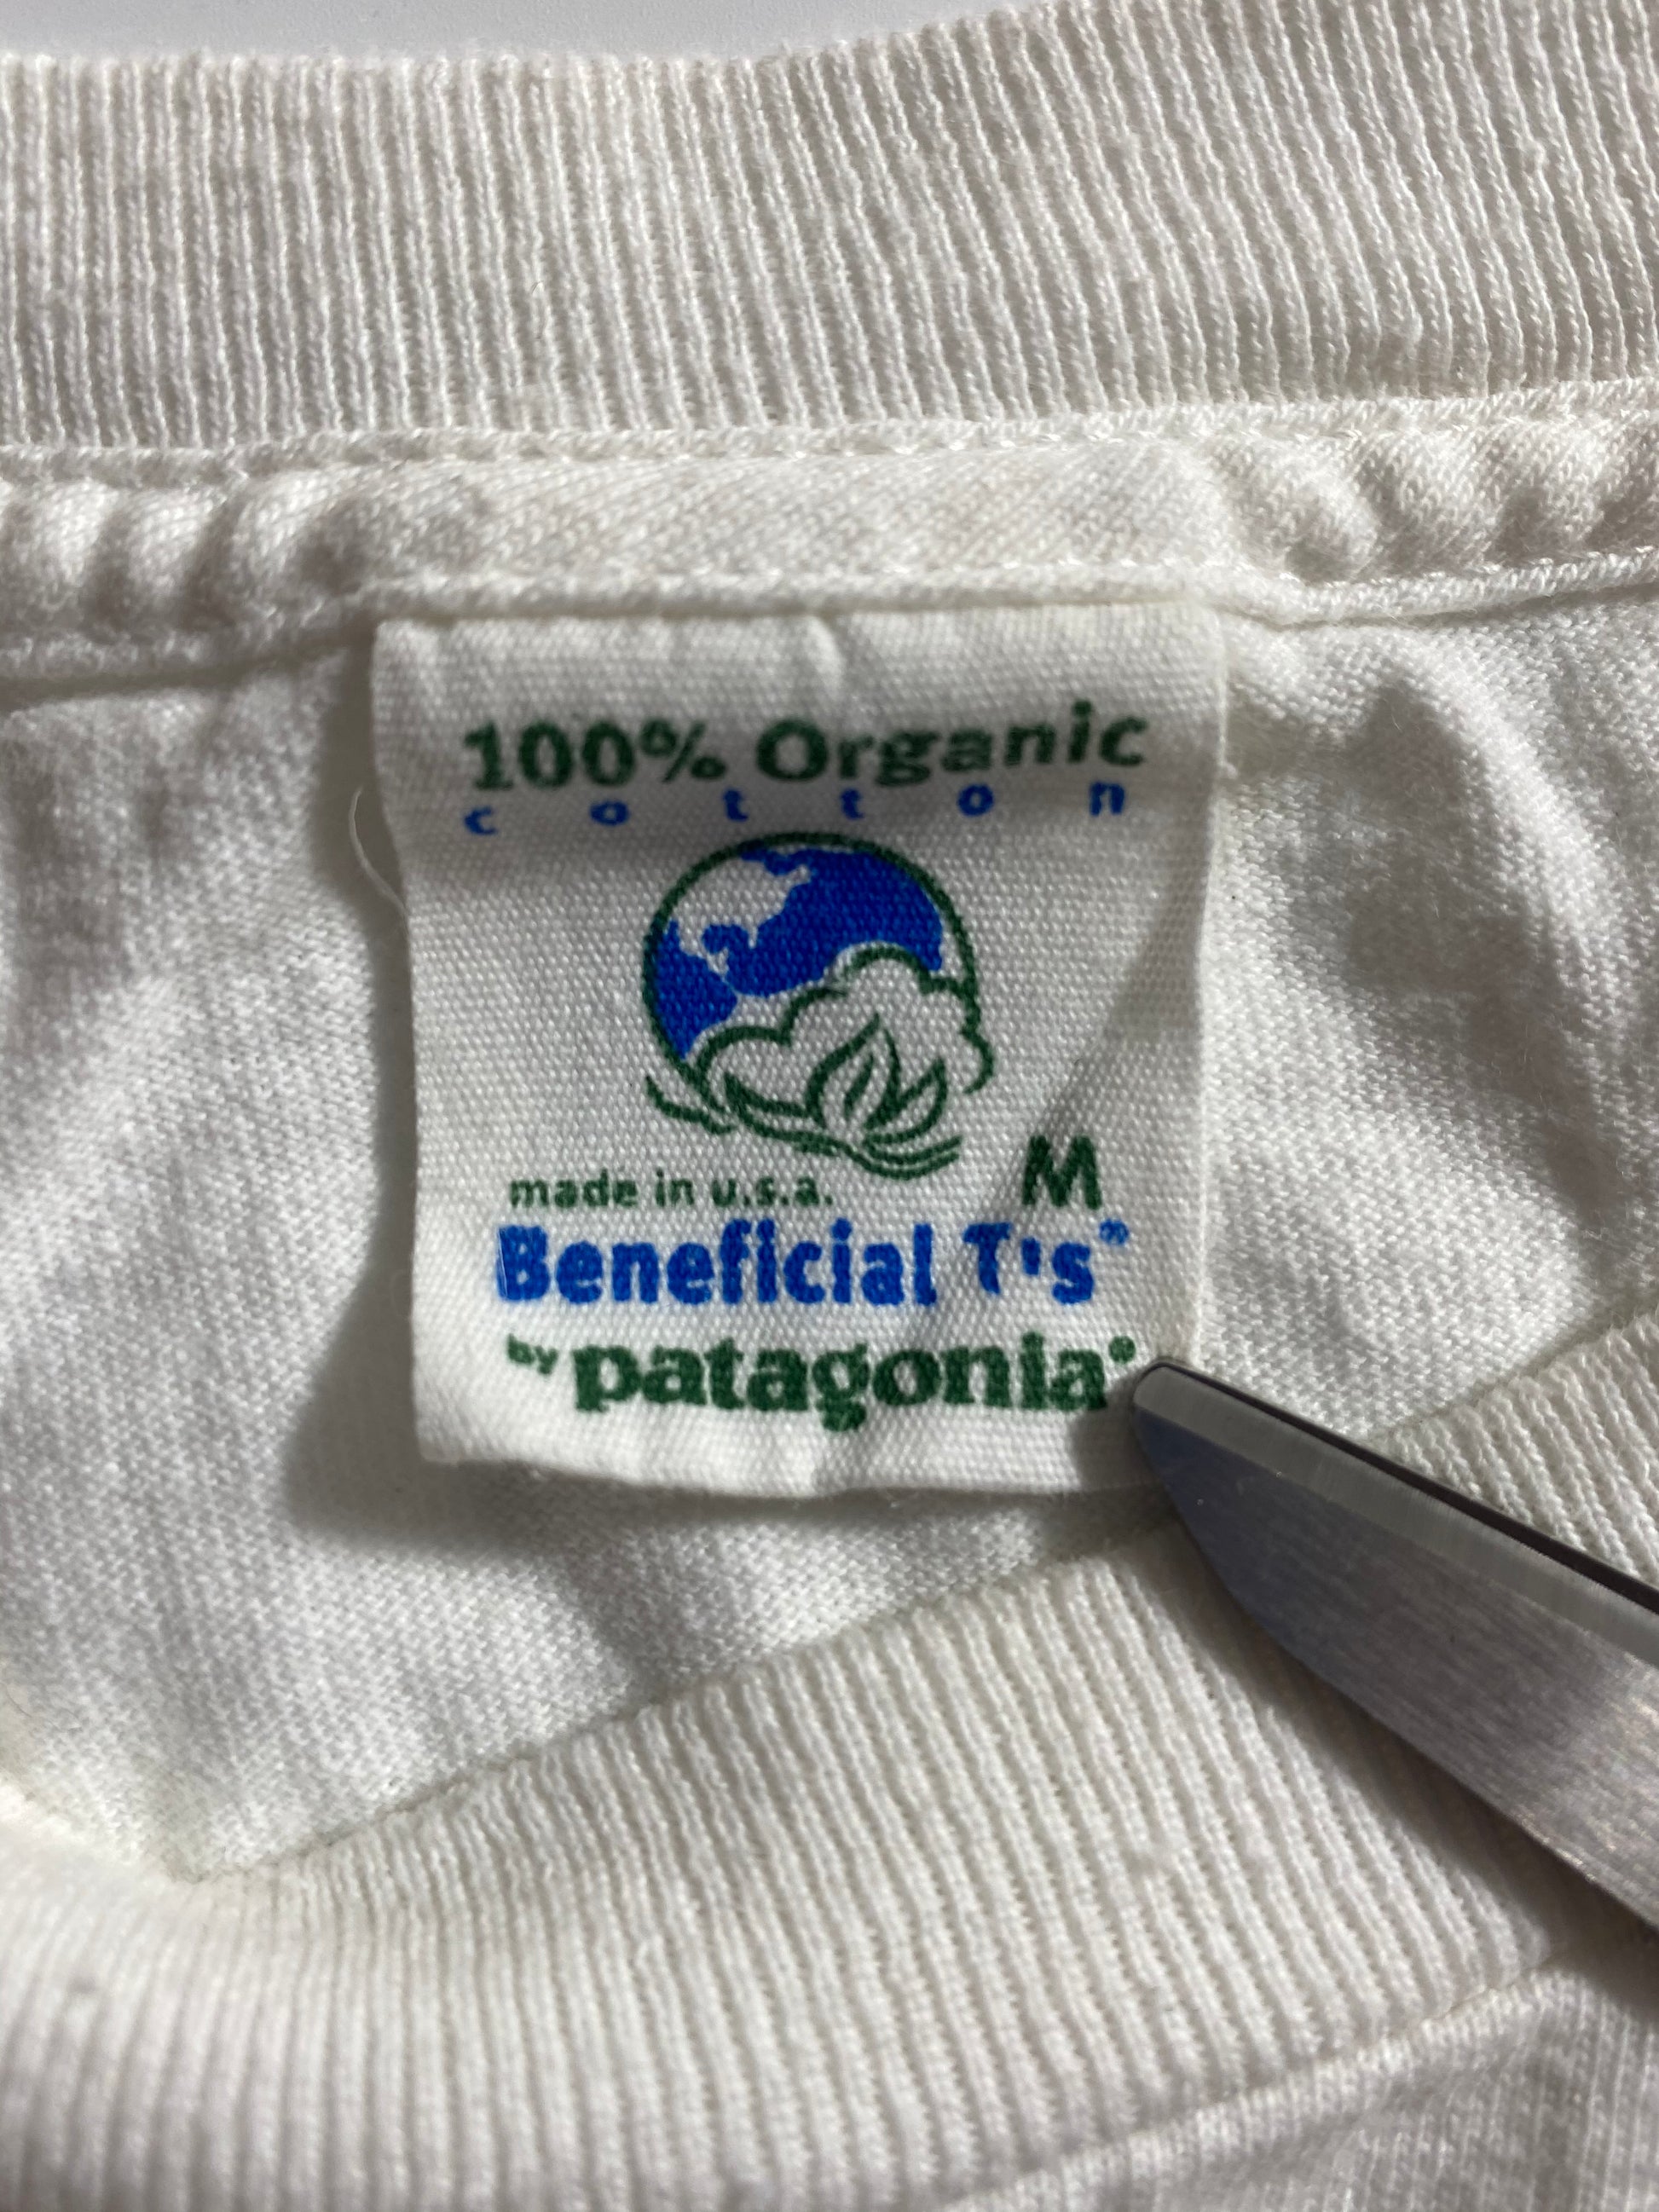 100% Organic
cotton
made in u.s.a. M
Beneficial T's®
by patagonia®